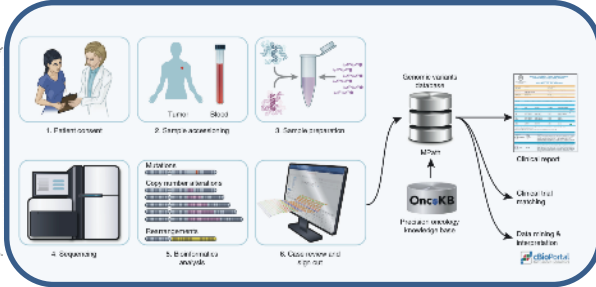 Tumor Blood
1. Patient consent
2. Sample accessioning
3. Sample preparation
Mutations
Copy number alterations
Rearrangements
4. Sequencing
5. Bioinformatics
analysis
6. Case review and
sign out
Genomic variants
database
MPath
OncoKB
Precision oncology
knowledge base
Clinical report
Clinical trial
matching
Data mining &
interpretation
cBioPortal